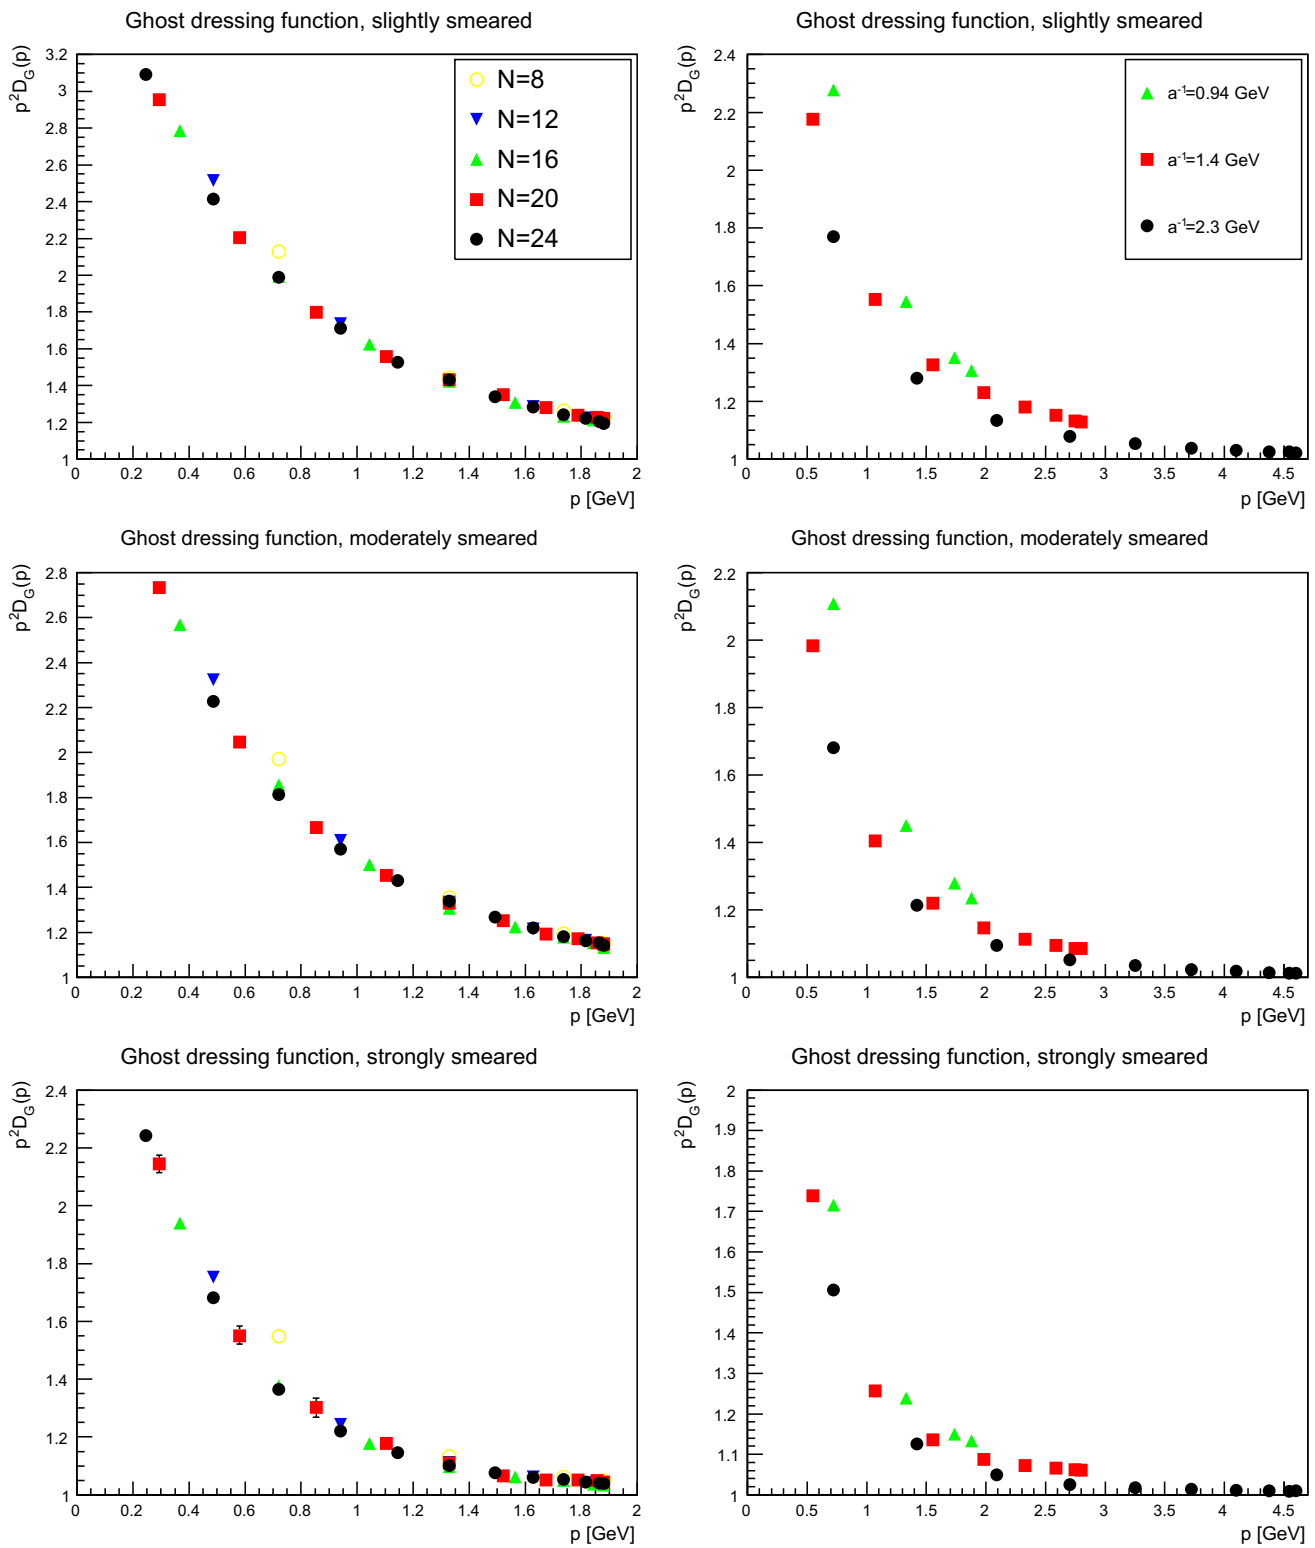 Ghost dressing function, slightly smeared
p²D_G(p)
3.2
3
2.8
2.6
2.4
2.2
2
1.8
1.6
1.4
1.2
1
0 0.2 0.4 0.6 0.8 1 1.2 1.4 1.6 1.8 2
p [GeV]
N=8
N=12
N=16
N=20
N=24
Ghost dressing function, slightly smeared
p²D_G(p)
2.4
2.2
2
1.8
1.6
1.4
1.2
1
0 0.5 1 1.5 2 2.5 3 3.5 4 4.5
p [GeV]
a⁻¹=0.94 GeV
a⁻¹=1.4 GeV
a⁻¹=2.3 GeV
Ghost dressing function, moderately smeared
p²D_G(p)
2.8
2.6
2.4
2.2
2
1.8
1.6
1.4
1.2
1
0 0.2 0.4 0.6 0.8 1 1.2 1.4 1.6 1.8 2
p [GeV]
Ghost dressing function, moderately smeared
p²D_G(p)
2.2
2
1.8
1.6
1.4
1.2
1
0 0.5 1 1.5 2 2.5 3 3.5 4 4.5
p [GeV]
Ghost dressing function, strongly smeared
p²D_G(p)
2.4
2.2
2
1.8
1.6
1.4
1.2
1
0 0.2 0.4 0.6 0.8 1 1.2 1.4 1.6 1.8 2
p [GeV]
Ghost dressing function, strongly smeared
p²D_G(p)
2
1.9
1.8
1.7
1.6
1.5
1.4
1.3
1.2
1.1
1
0 0.5 1 1.5 2 2.5 3 3.5 4 4.5
p [GeV]